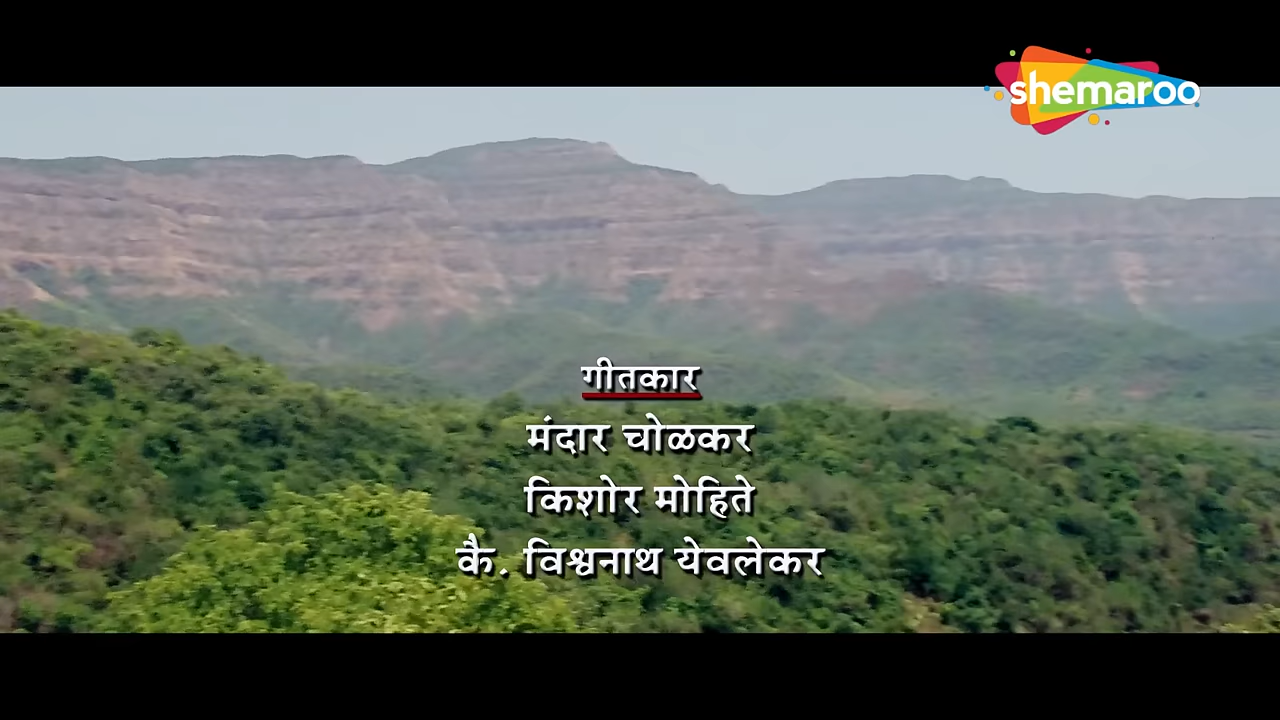 shemaroo
गीतकार
मंदार चोळकर
किशोर मोहिते
कै. विश्वनाथ येवलेकर